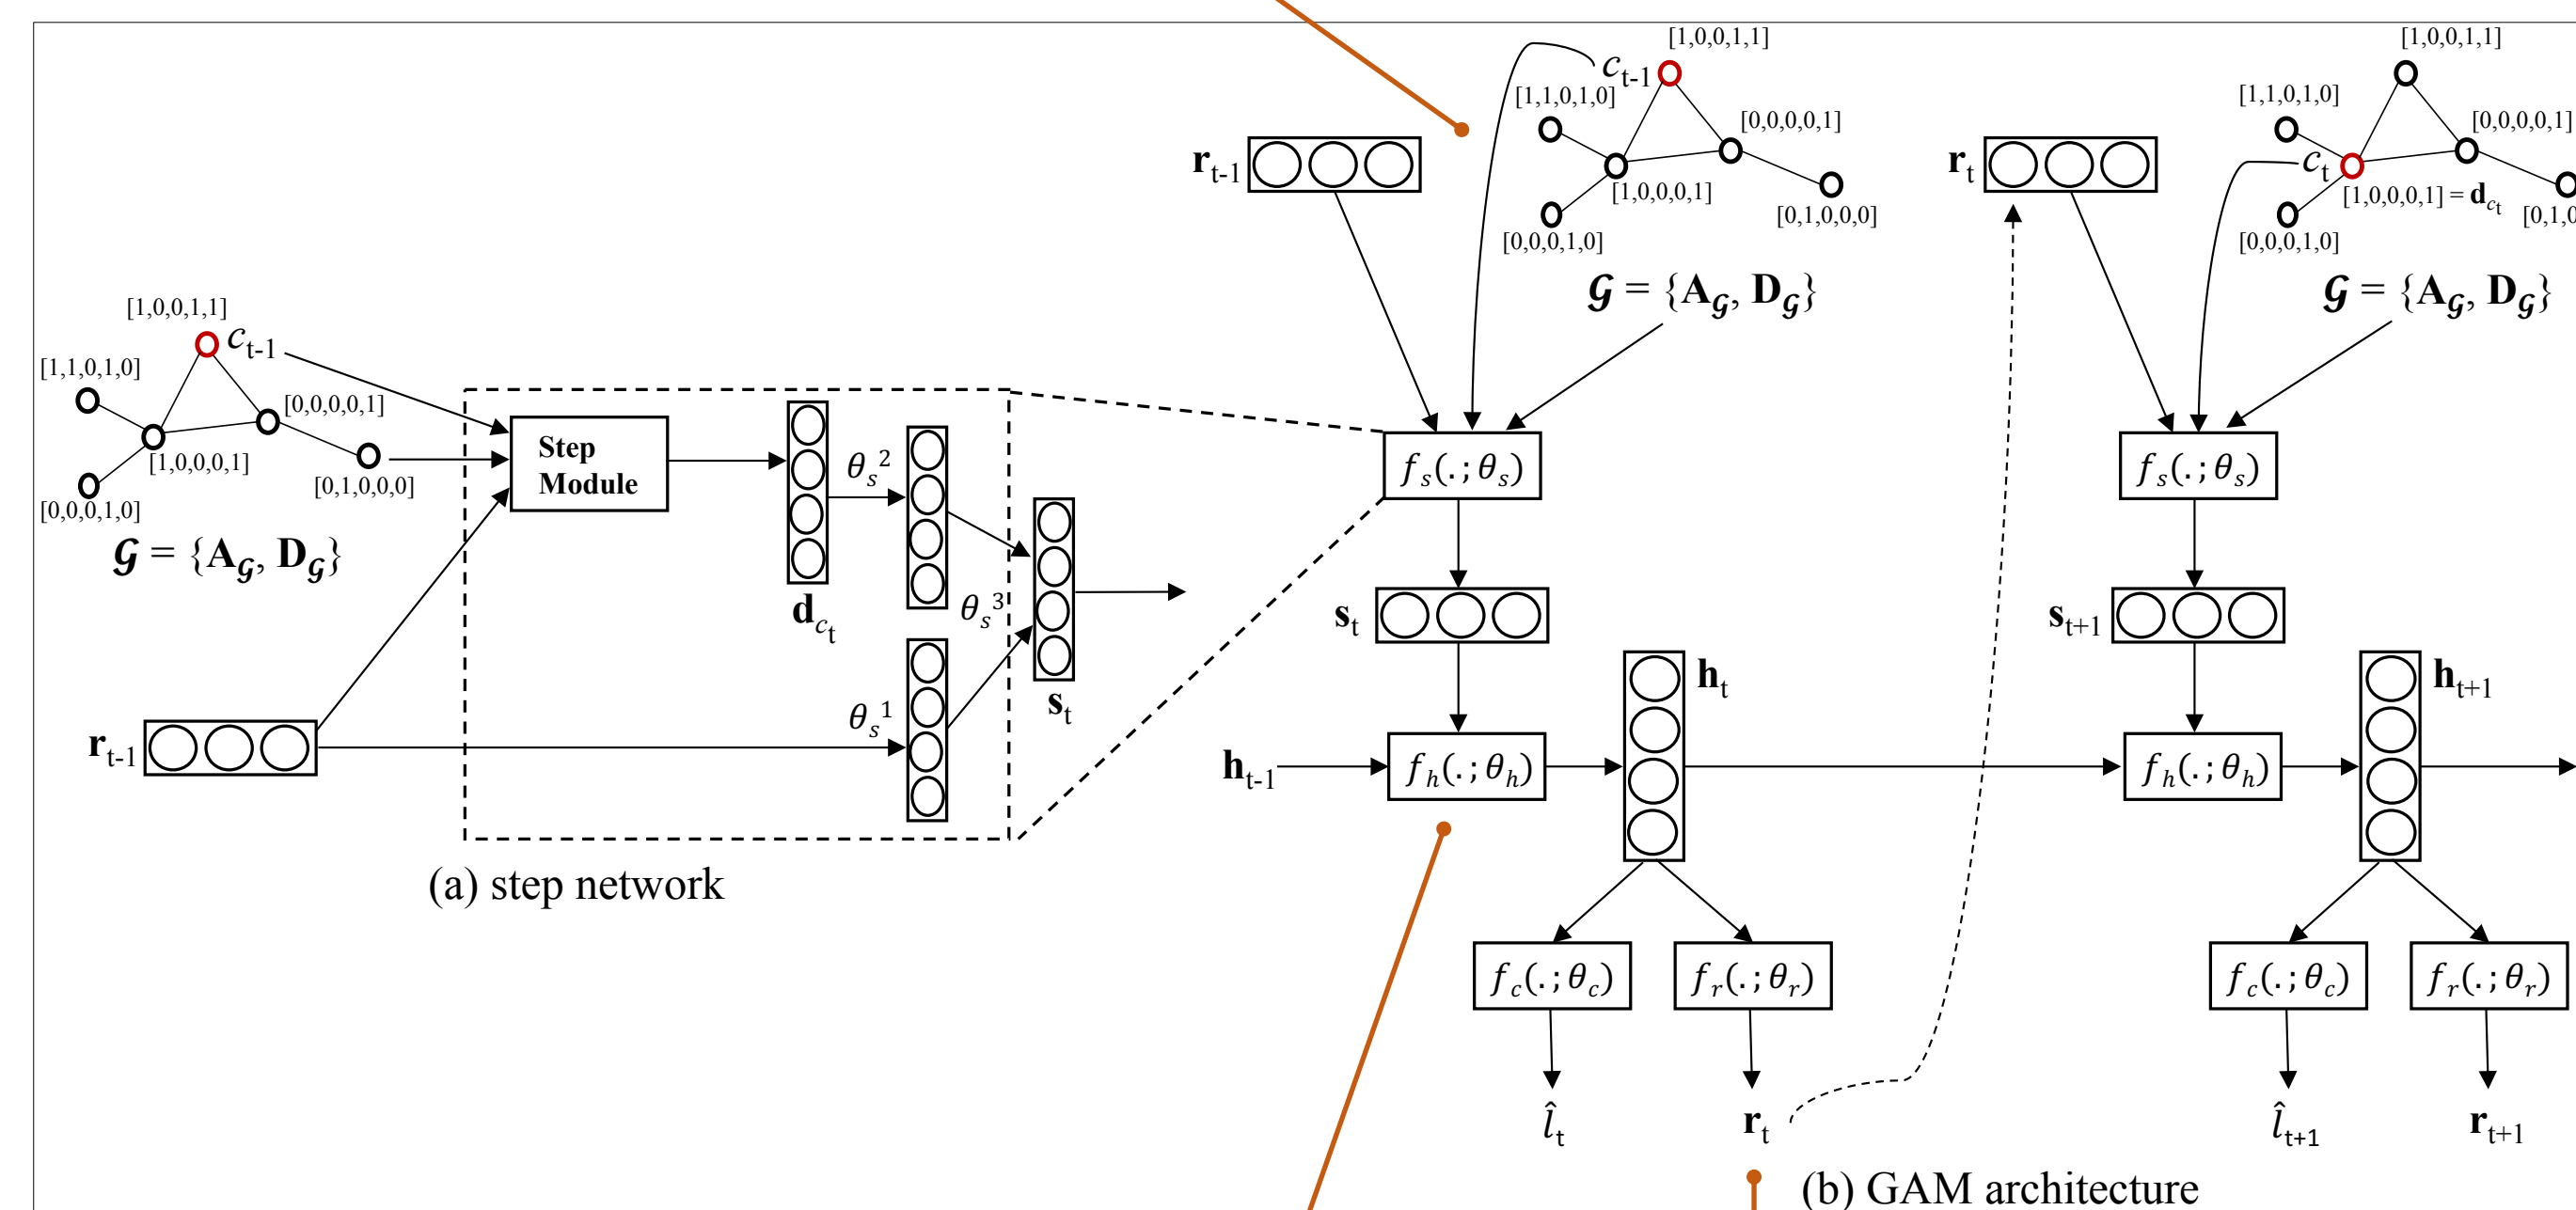 [1,0,0,1,1]
c_t-1
[1,1,0,1,0]
[0,0,0,0,1]
[1,0,0,0,1]
[0,1,0,0,0]
[0,0,0,1,0]
𝒢 = {A_𝒢, D_𝒢}
r_t-1
Step
Module
d_c_t
θ_s^2
θ_s^3
θ_s^1
s_t
(a) step network
r_t-1
c_t-1
[1,0,0,1,1]
[1,1,0,1,0]
[0,0,0,0,1]
[1,0,0,0,1]
[0,1,0,0,0]
[0,0,0,1,0]
𝒢 = {A_𝒢, D_𝒢}
f_s(.;θ_s)
s_t
h_t-1
f_h(.;θ_h)
h_t
f_c(.;θ_c)
f_r(.;θ_r)
l̂_t
r_t
r_t
[1,0,0,1,1]
[1,1,0,1,0]
[0,0,0,0,1]
c_t
[1,0,0,0,1] = d_c_t
[0,1,0
[0,0,0,1,0]
𝒢 = {A_𝒢, D_𝒢}
f_s(.;θ_s)
s_t+1
f_h(.;θ_h)
h_t+1
f_c(.;θ_c)
f_r(.;θ_r)
l̂_t+1
r_t+1
(b) GAM architecture